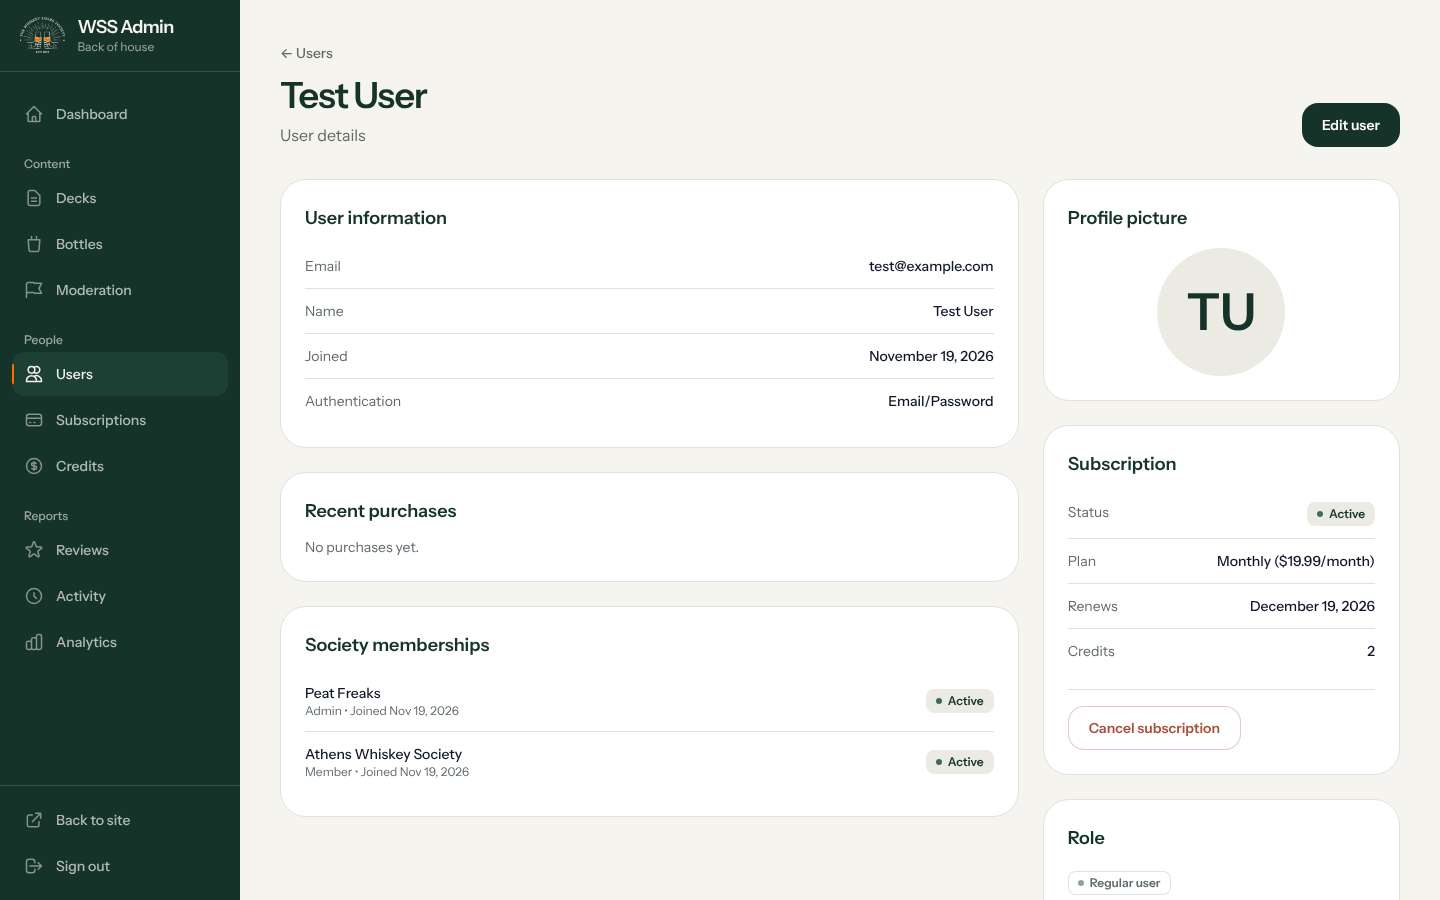 WSS Admin
Back of house
Dashboard
Content
Decks
Bottles
Moderation
People
Users
Subscriptions
Credits
Reports
Reviews
Activity
Analytics
Back to site
Sign out
← Users
Test User
User details
Edit user
User information
Email test@example.com
Name Test User
Joined November 19, 2026
Authentication Email/Password
Recent purchases
No purchases yet.
Society memberships
Peat Freaks
Admin • Joined Nov 19, 2026
Active
Athens Whiskey Society
Member • Joined Nov 19, 2026
Active
Profile picture
TU
Subscription
Status Active
Plan Monthly ($19.99/month)
Renews December 19, 2026
Credits 2
Cancel subscription
Role
Regular user